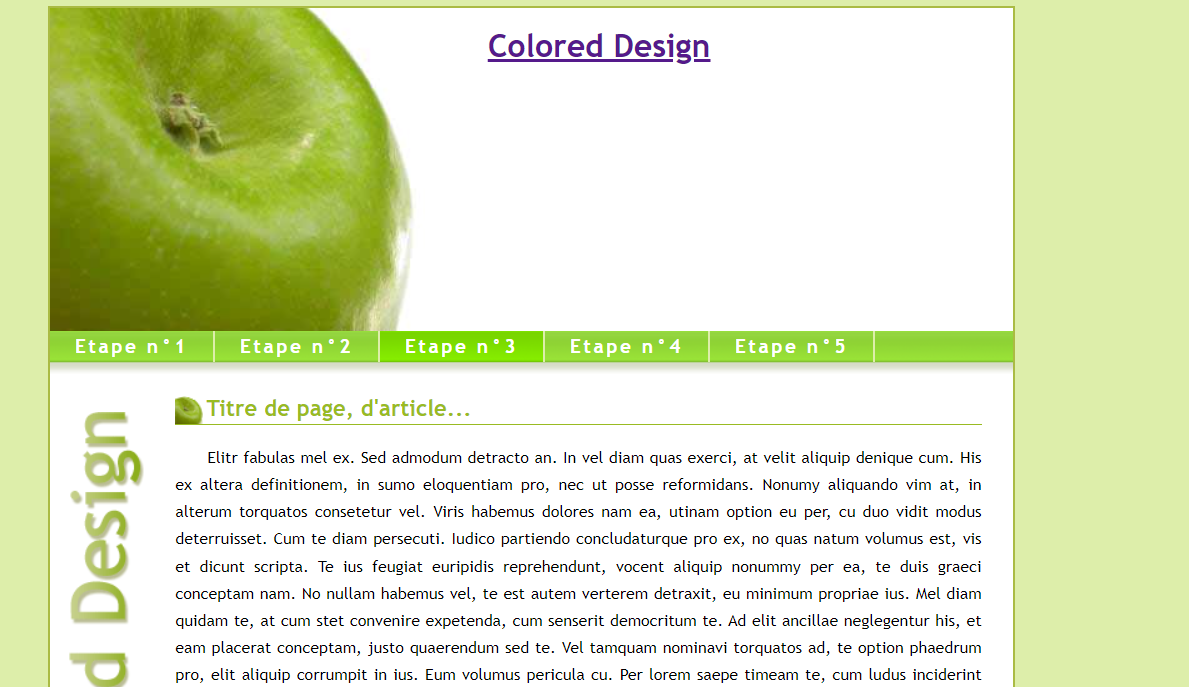 Colored Design
Etape n°1
Etape n°2
Etape n°3
Etape n°4
Etape n°5
d Design
Titre de page, d'article...
Elitr fabulas mel ex. Sed admodum detracto an. In vel diam quas exerci, at velit aliquip denique cum. His
ex altera definitionem, in sumo eloquentiam pro, nec ut posse reformidans. Nonumy aliquando vim at, in
alterum torquatos consetetur vel. Viris habemus dolores nam ea, utinam option eu per, cu duo vidit modus
deterruisset. Cum te diam persecuti. Iudico partiendo concludaturque pro ex, no quas natum volumus est, vis
et dicunt scripta. Te ius feugiat euripidis reprehendunt, vocent aliquip nonummy per ea, te duis graeci
conceptam nam. No nullam habemus vel, te est autem verterem detraxit, eu minimum propriae ius. Mel diam
quidam te, at cum stet convenire expetenda, cum senserit democritum te. Ad elit ancillae neglegentur his, et
eam placerat conceptam, justo quaerendum sed te. Vel tamquam nominavi torquatos ad, te option phaedrum
pro, elit aliquip corrumpit in ius. Eum volumus pericula cu. Per lorem saepe timeam te, cum ludus inciderint